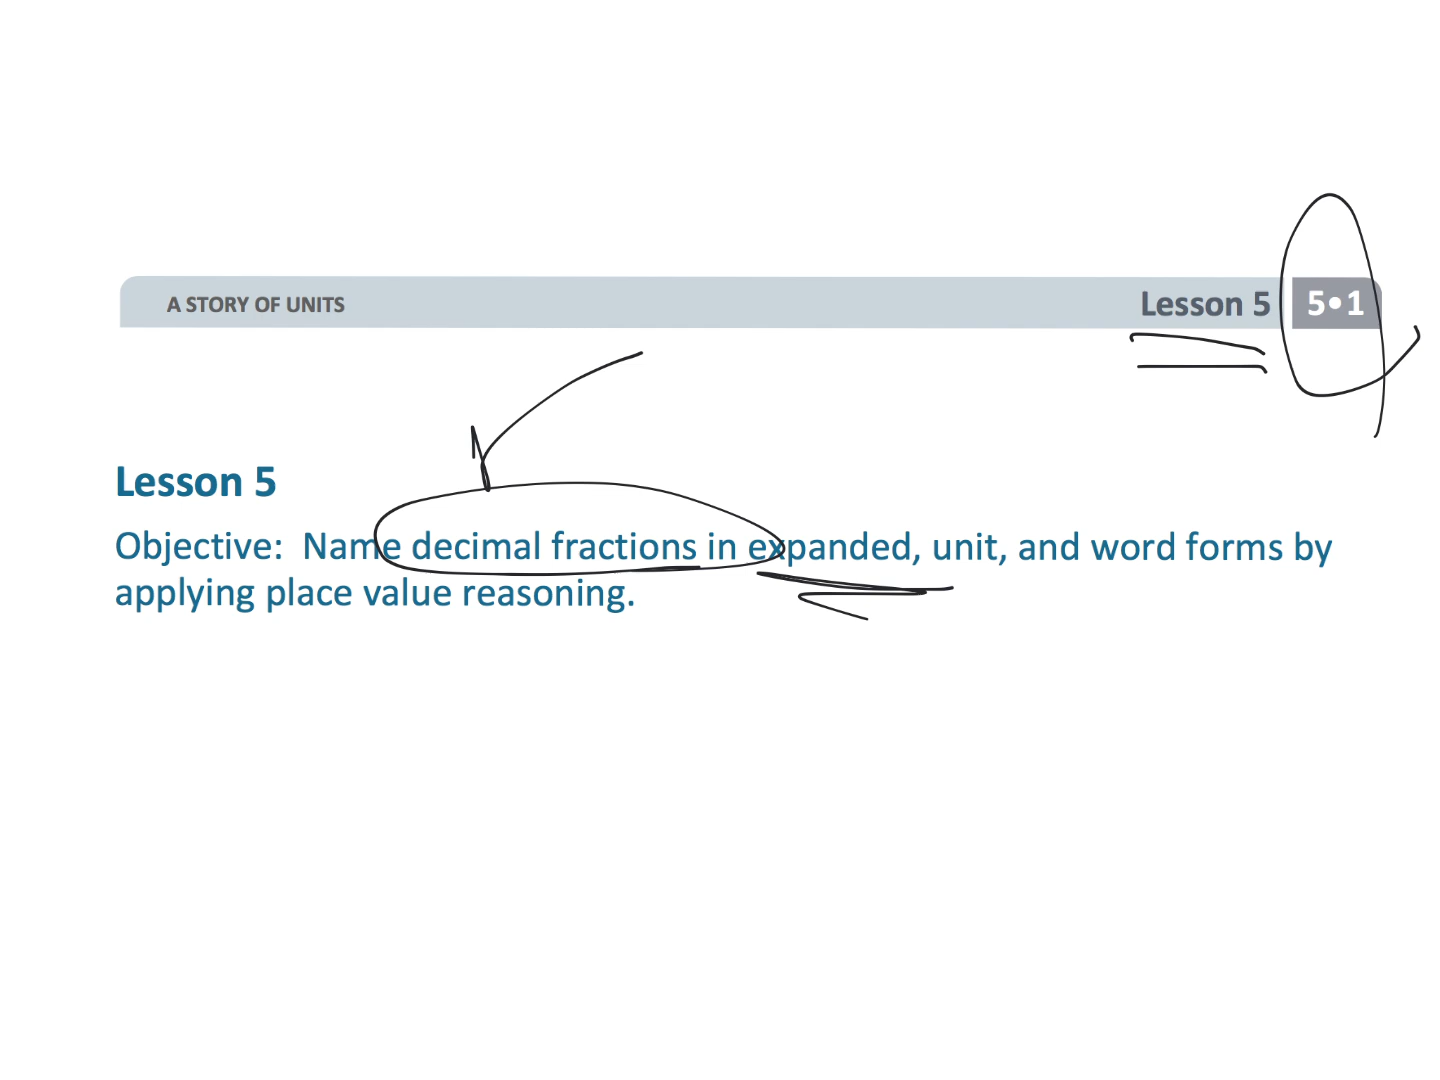 A STORY OF UNITS
Lesson 5
5•1
Lesson 5
Objective: Name decimal fractions in expanded, unit, and word forms by
applying place value reasoning.